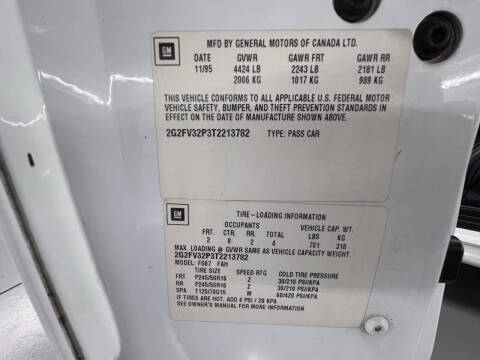 GM
MFD BY GENERAL MOTORS OF CANADA LTD.
DATE GVWR GAWR FRT GAWR RR
11/95 4424 LB 2243 LB 2181 LB
2006 KG 1017 KG 989 KG
THIS VEHICLE CONFORMS TO ALL APPLICABLE U.S. FEDERAL MOTOR
VEHICLE SAFETY, BUMPER, AND THEFT PREVENTION STANDARDS IN
EFFECT ON THE DATE OF MANUFACTURE SHOWN ABOVE.
2G2FV32P3T2213782 TYPE: PASS CAR
GM
TIRE-LOADING INFORMATION
OCCUPANTS VEHICLE CAP. WT.
FRT. CTR. RR. TOTAL LBS KG
2 0 2 4 701 318
MAX. LOADING @ GVWR SAME AS VEHICLE CAPACITY WEIGHT.
2G2FV32P3T2213782
MODEL: FS67 FAH
TIRE SIZE SPEED RTG COLD TIRE PRESSURE
FRT P245/50R16 Z 30/210 PSI/KPA
RR P245/50R16 Z 30/210 PSI/KPA
SPA T125/70D15 M 60/420 PSI/KPA
IF TIRES ARE HOT, ADD 4 PSI / 28 KPA
SEE OWNER'S MANUAL FOR MORE INFORMATION